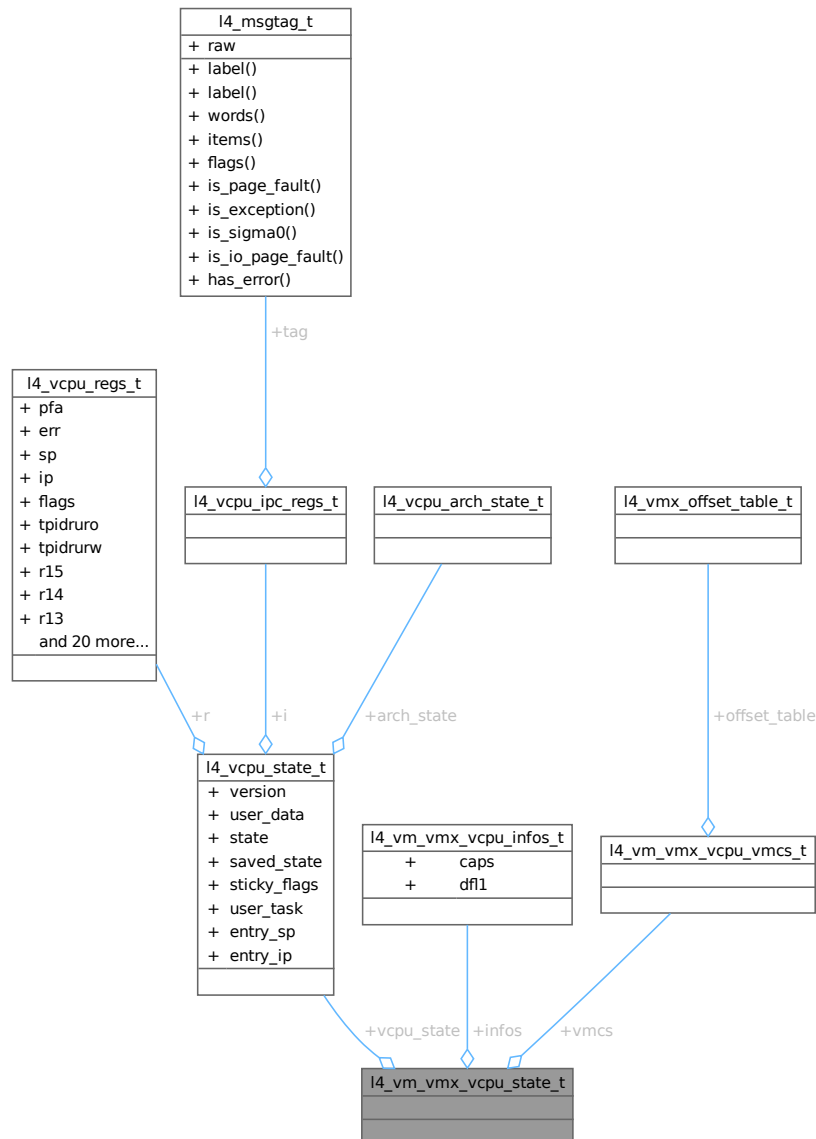 l4_msgtag_t
+ raw
+ label()
+ label()
+ words()
+ items()
+ flags()
+ is_page_fault()
+ is_exception()
+ is_sigma0()
+ is_io_page_fault()
+ has_error()
+tag
l4_vcpu_regs_t
+ pfa
+ err
+ sp
+ ip
+ flags
+ tpidruro
+ tpidrurw
+ r15
+ r14
+ r13
and 20 more...
l4_vcpu_ipc_regs_t
l4_vcpu_arch_state_t
l4_vmx_offset_table_t
+r
+i
+arch_state
+offset_table
l4_vcpu_state_t
+ version
+ user_data
+ state
+ saved_state
+ sticky_flags
+ user_task
+ entry_sp
+ entry_ip
l4_vm_vmx_vcpu_infos_t
+ caps
+ dfl1
l4_vm_vmx_vcpu_vmcs_t
+vcpu_state
+infos
+vmcs
l4_vm_vmx_vcpu_state_t